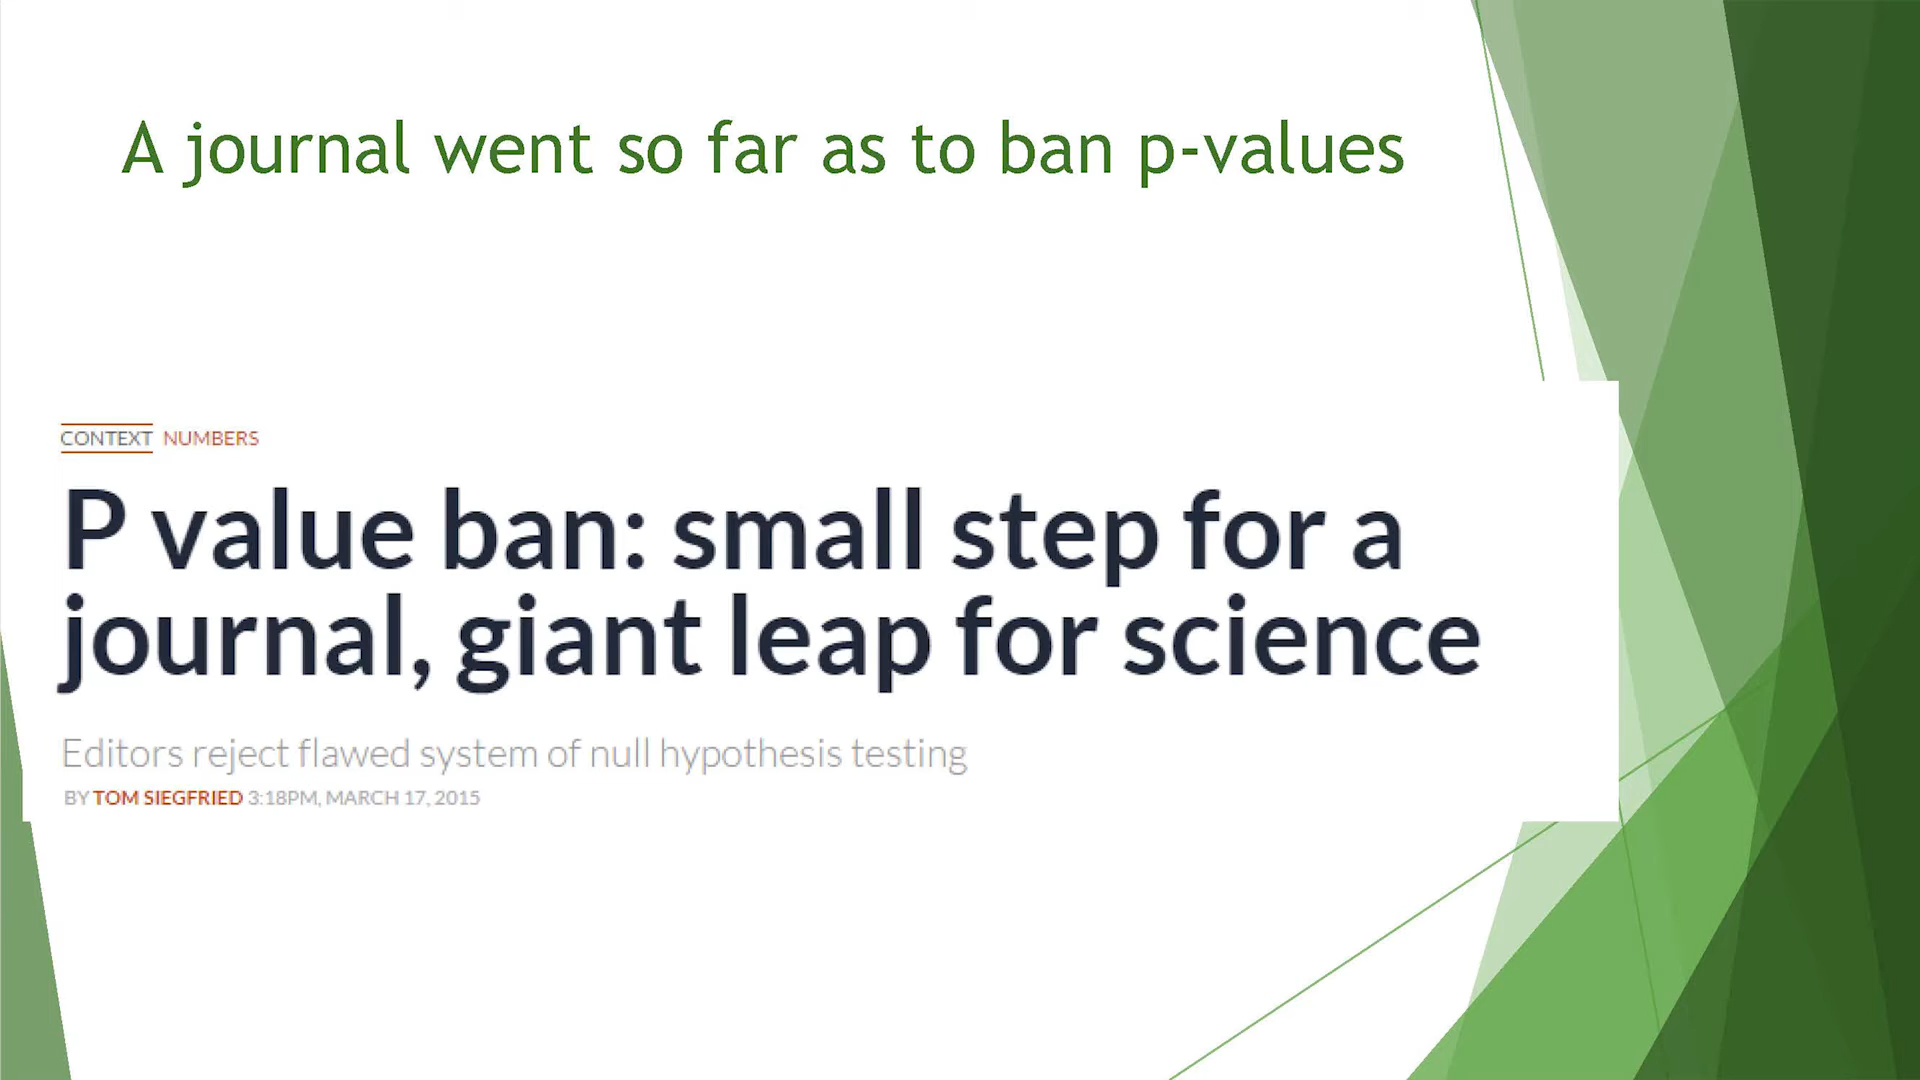 A journal went so far as to ban p-values
CONTEXT NUMBERS
P value ban: small step for a
journal, giant leap for science
Editors reject flawed system of null hypothesis testing
BY TOM SIEGFRIED 3:18PM, MARCH 17, 2015